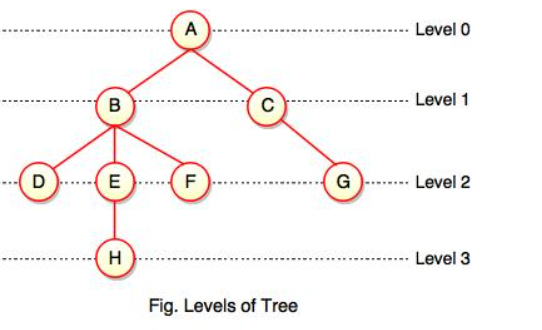 A Level 0
B C Level 1
D E F G Level 2
H Level 3
Fig. Levels of Tree